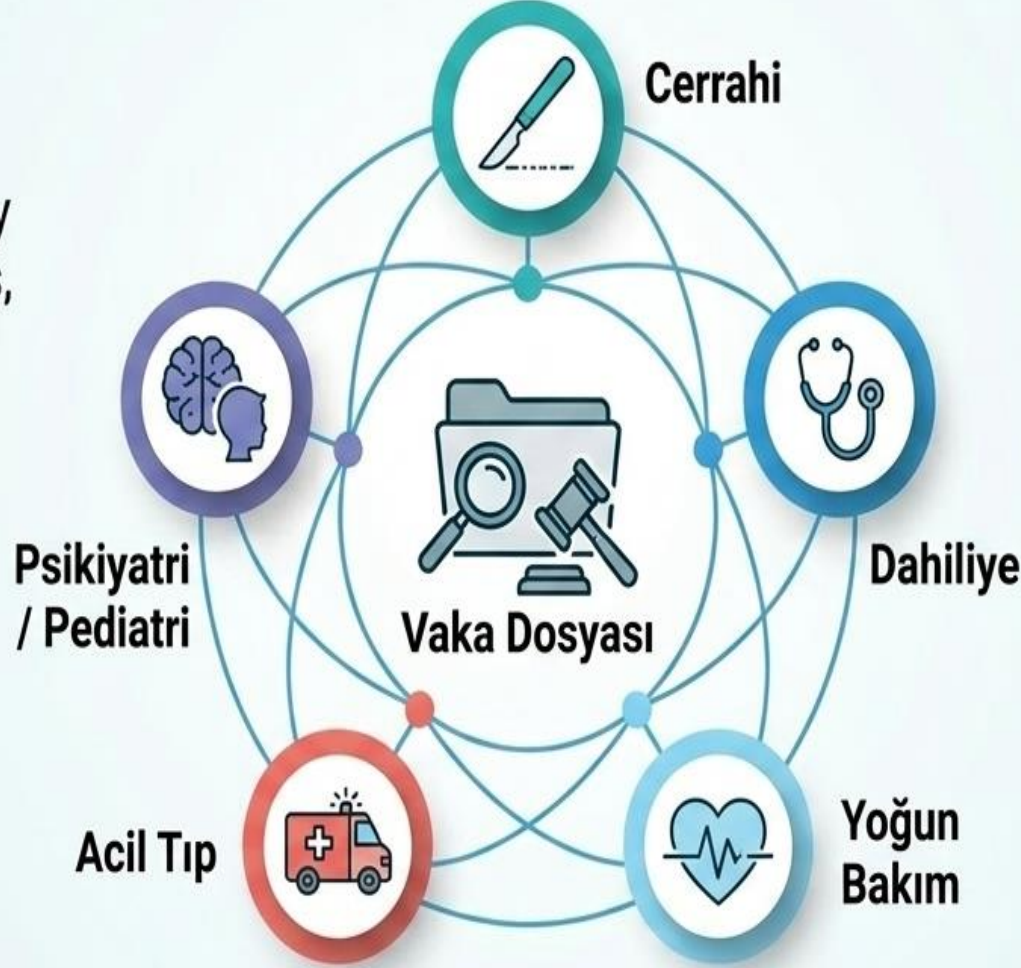 Cerrahi
Psikiyatri
/ Pediatri
Dahiliye
Vaka Dosyası
Acil Tıp
Yoğun
Bakım